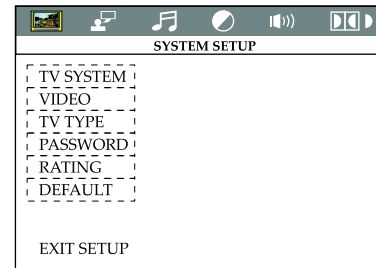 SYSTEM SETUP
TV SYSTEM
VIDEO
TV TYPE
PASSWORD
RATING
DEFAULT
EXIT SETUP